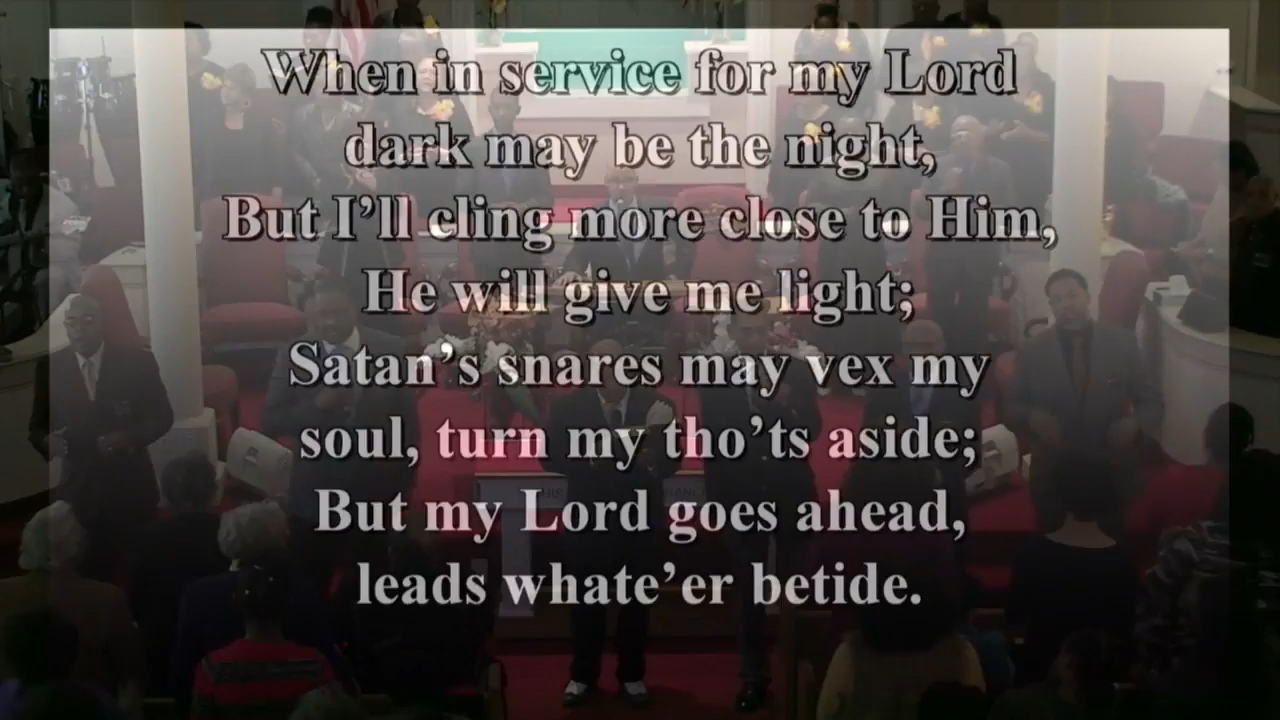 When in service for my Lord
dark may be the night,
But I’ll cling more close to Him,
He will give me light;
Satan’s snares may vex my
soul, turn my tho’ts aside;
But my Lord goes ahead,
leads whate’er betide.